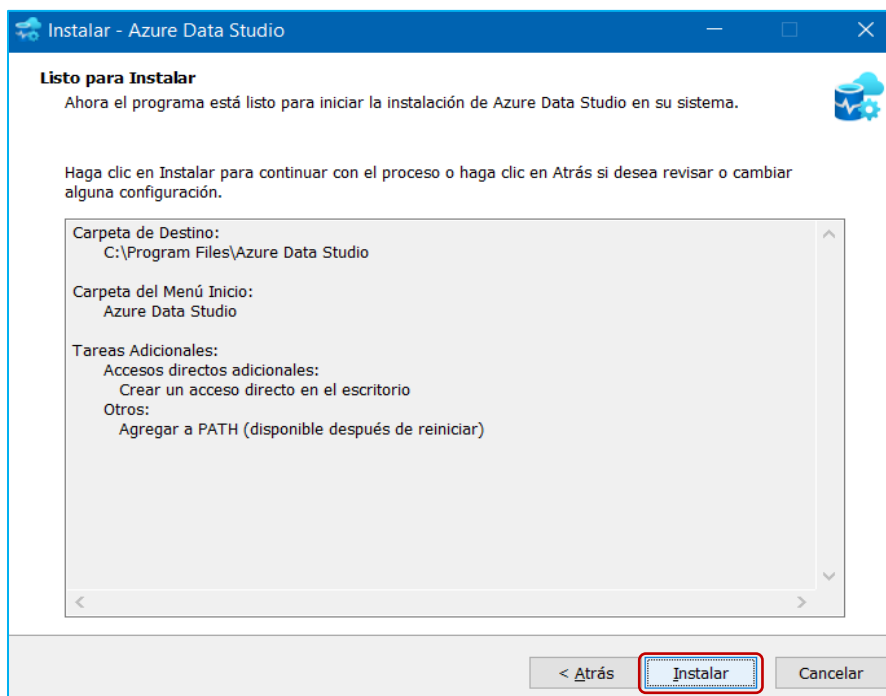 Instalar - Azure Data Studio
Listo para Instalar
Ahora el programa está listo para iniciar la instalación de Azure Data Studio en su sistema.
Haga clic en Instalar para continuar con el proceso o haga clic en Atrás si desea revisar o cambiar
alguna configuración.
Carpeta de Destino:
C:\Program Files\Azure Data Studio
Carpeta del Menú Inicio:
Azure Data Studio
Tareas Adicionales:
Accesos directos adicionales:
Crear un acceso directo en el escritorio
Otros:
Agregar a PATH (disponible después de reiniciar)
< Atrás Instalar Cancelar